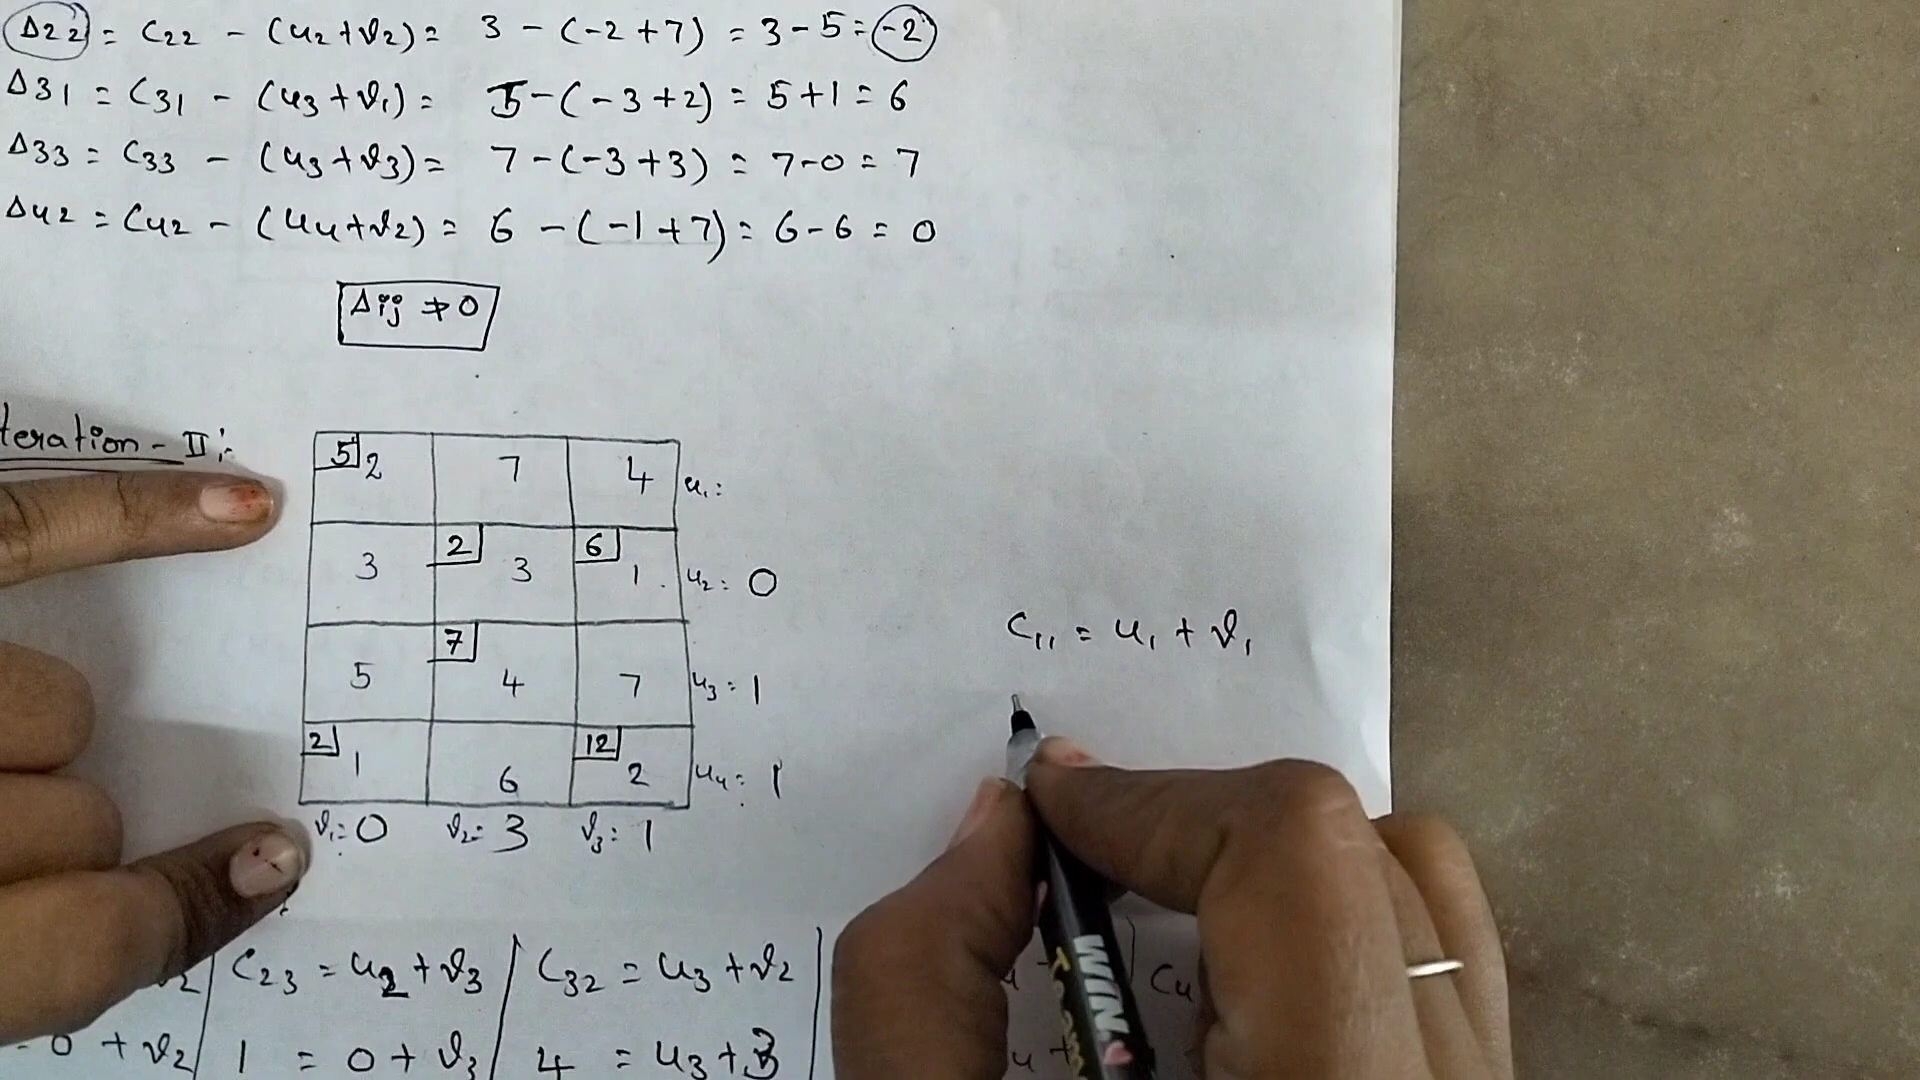 Δ22 = C22 - (u2+v2) = 3 - (-2+7) = 3-5 = -2
Δ31 = C31 - (u3+v1) = 5-(-3+2) = 5+1 = 6
Δ33 = C33 - (u3+v3) = 7-(-3+3) = 7-0 = 7
Δ42 = C42 - (u4+v2) = 6 - (-1+7) = 6-6 = 0
Δij ≯ 0
teration - II :-
5 2 7 4 u1 =
3 2 3 6 1 u2 = 0
5 7 4 7 u3 = 1
2 1 6 12 2 u4 = 1
v1 = 0 v2 = 3 v3 = 1
C11 = u1 + v1
v2 | C23 = u2+v3 | C32 = u3+v2 | C4
= 0 + v2 | 1 = 0 + v3 | 4 = u3+3
WIN